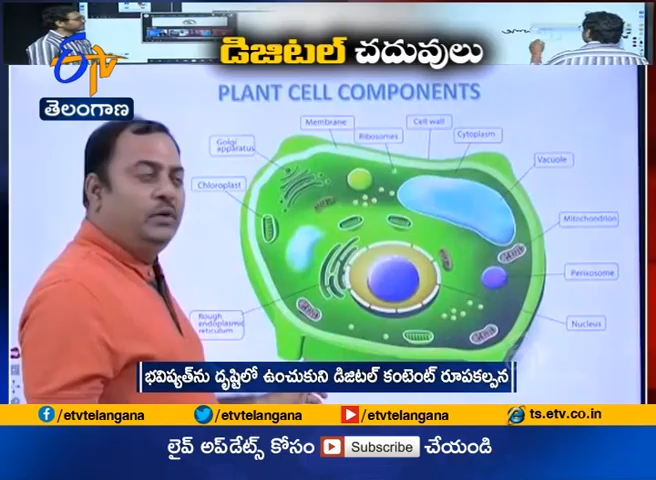 డిజిటల్ చదువులు
ETV
తెలంగాణ
PLANT CELL COMPONENTS
Membrane
Cell wall
Ribosomes
Cytoplasm
Golgi
apparatus
Vacuole
Chloroplast
Mitochondrion
Perixosome
Rough
endoplasmic
reticulum
Nucleus
భవిష్యత్‌ను దృష్టిలో ఉంచుకుని డిజిటల్ కంటెంట్ రూపకల్పన
/etvtelangana
/etvtelangana
/etvtelangana
ts.etv.co.in
లైవ్ అప్‌డేట్స్ కోసం Subscribe చేయండి